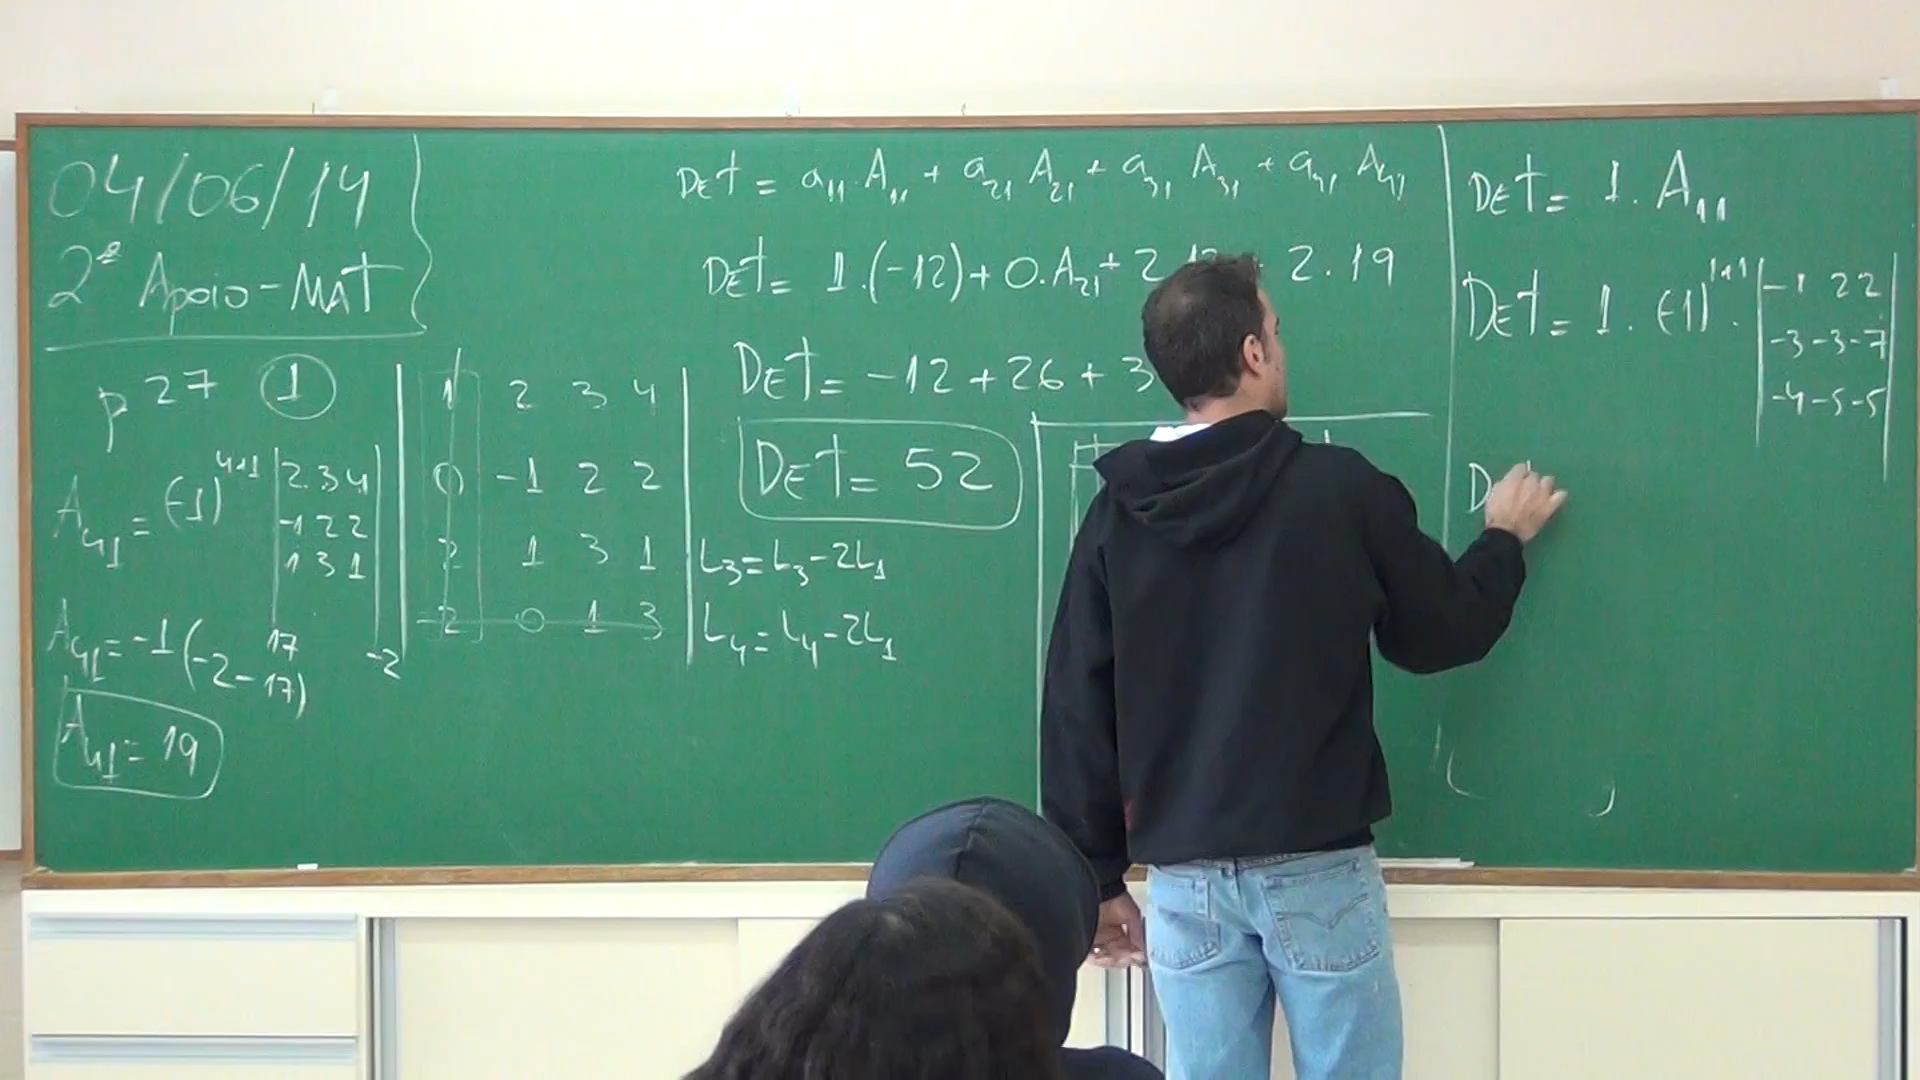 04/06/14
2ª Apoio-MAT
p 27 1
A₄₁ = (-1)⁴⁺¹ |2 3 4|
|-1 2 2|
|1 3 1|
A₄₁ = -1(-2-17)
17 -2
A₄₁ = 19
|1 2 3 4|
|0 -1 2 2|
|2 1 3 1| L₃ = L₃-2L₁
|2 0 1 3| L₄ = L₄-2L₁
DET = a₁₁.A₁₁ + a₂₁ A₂₁ + a₃₁ A₃₁ + a₄₁ A₄₁
DET = 1.(-12) + 0.A₂₁ + 2 2.19
DET = -12 + 26 + 3
DET = 52
DET = 1. A₁₁
DET = 1. (-1)¹⁺¹. |-1 2 2|
|-3 -3 -7|
|-4 -5 -5|
D